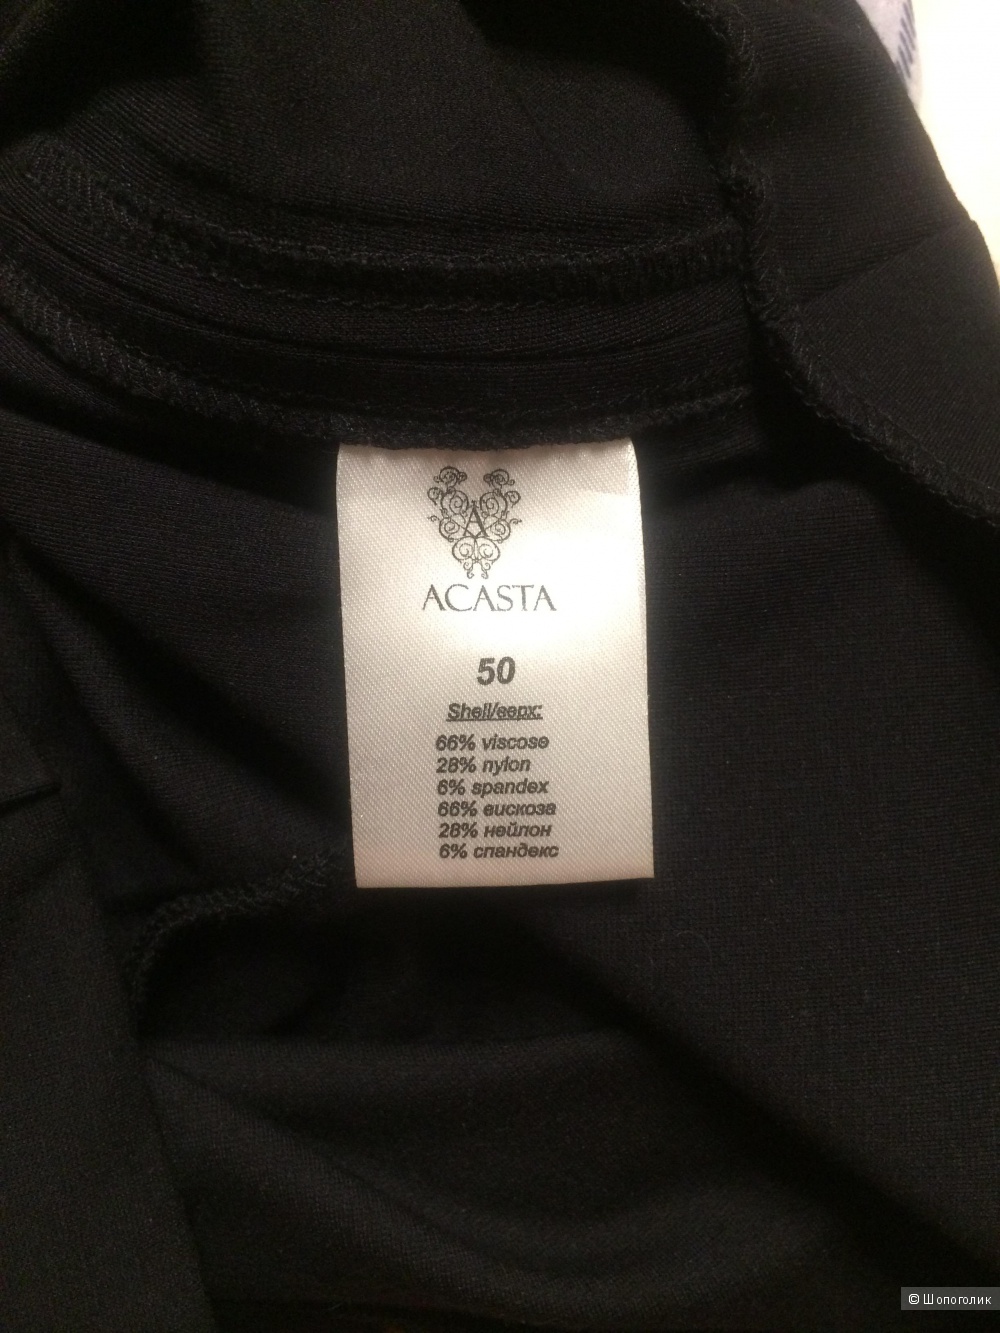 A
ACASTA
50
Shell/верх:
66% viscose
28% nylon
6% spandex
66% вискоза
28% нейлон
6% спандекс
© Шопоголик